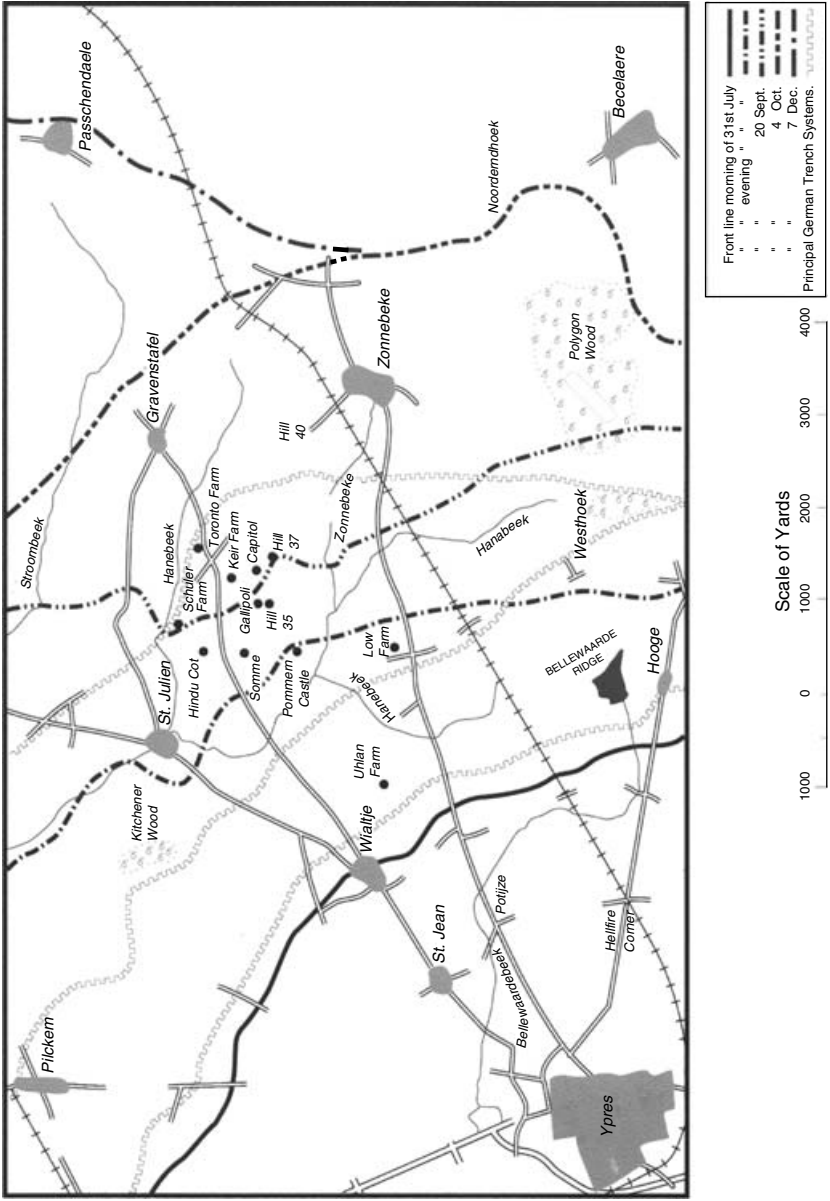 Passchendaele
Becelaere
Noordemdhoek
Stroombeek
Gravenstafel
Zonnebeke
Polygon
Wood
Hill
40
Hanebeek
Toronto Farm
Schuler
Farm
Keir Farm
Capitol
Hill
37
Zonnebeke
Hanabeek
Westhoek
Gallipoli
Hill
35
St. Julien
Hindu Cot
Somme
Pommern
Castle
Low
Farm
Hanebeek
BELLEWAARDE
RIDGE
Hooge
Kitchener
Wood
Uhlan
Farm
Wialtje
Pilckem
St. Jean
Potijze
Bellewaardebeek
Hellfire
Corner
Ypres
Front line morning of 31st July
" " evening " " "
" " 20 Sept.
" " 4 Oct.
" " 7 Dec.
Principal German Trench Systems.
Scale of Yards
1000 0 1000 2000 3000 4000